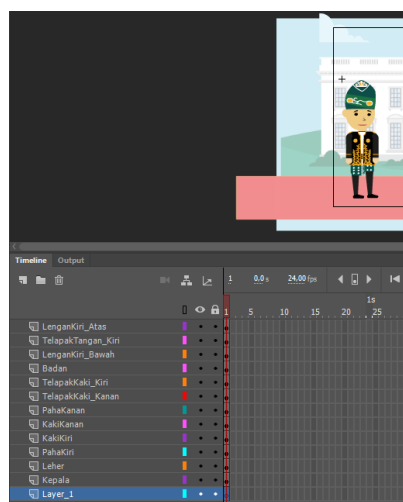 Timeline Output
1 0.0 s 24.00 fps
1s
1 5 10 15 20 25
LenganKiri_Atas
TelapakTangan_Kiri
LenganKiri_Bawah
Badan
TelapakKaki_Kiri
TelapakKaki_Kanan
PahaKanan
KakiKanan
KakiKiri
PahaKiri
Leher
Kepala
Layer_1